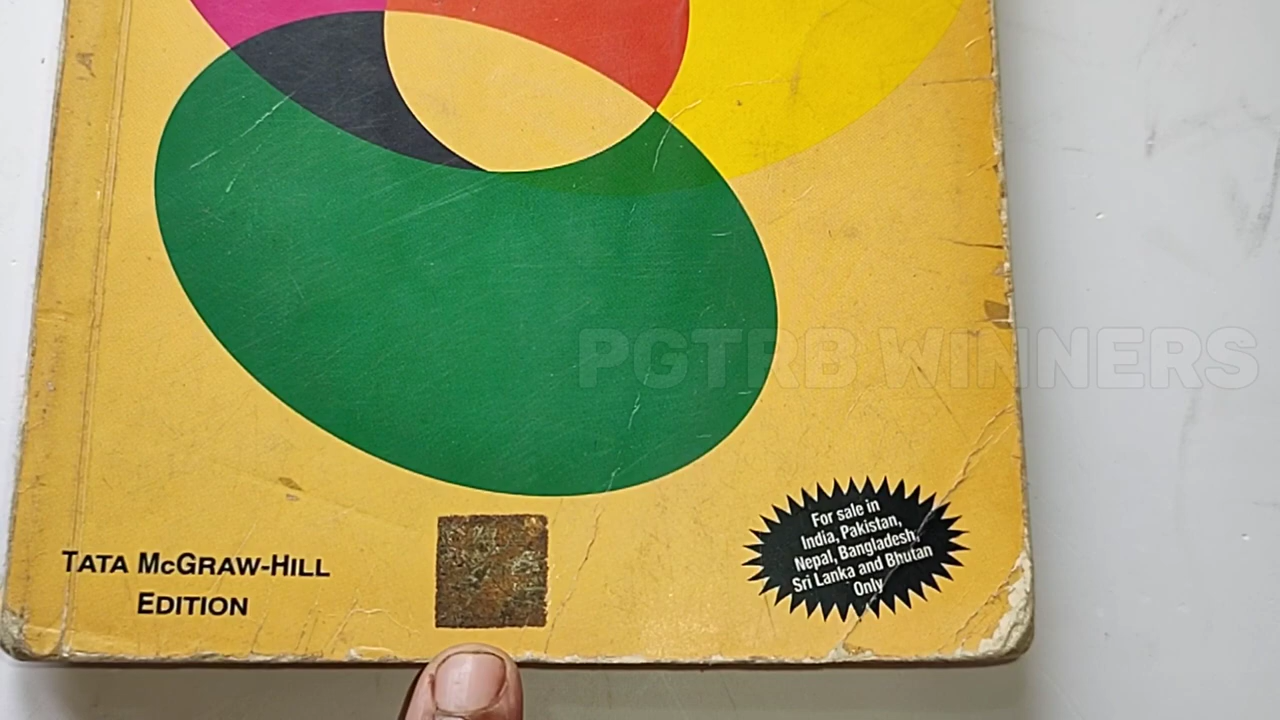 PGTRB WINNERS
For sale in
India, Pakistan,
Nepal, Bangladesh,
Sri Lanka and Bhutan
Only
TATA MCGRAW-HILL
EDITION